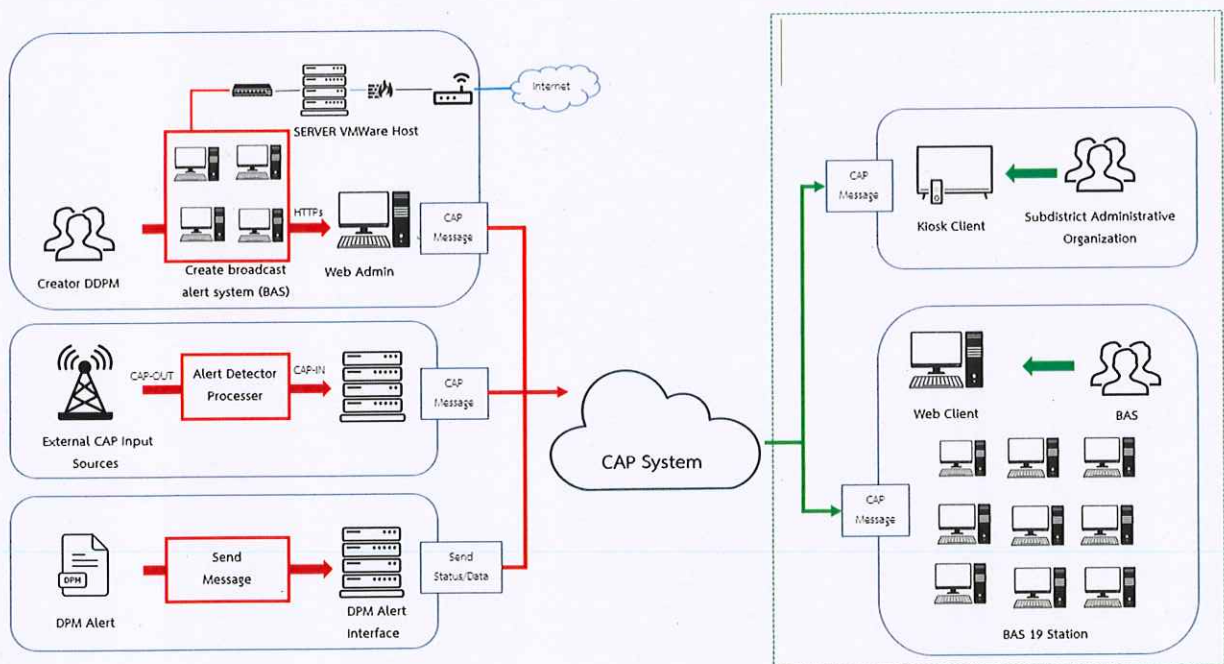 Internet
SERVER VMWare Host
HTTPs
Creator DDPM
Create broadcast
alert system (BAS)
Web Admin
CAP
Message
CAP-OUT
Alert Detector
Processer
CAP-IN
External CAP Input
Sources
CAP
Message
DPM
DPM Alert
Send
Message
DPM Alert
Interface
Send
Status/Data
CAP System
CAP
Message
Kiosk Client
Subdistrict Administrative
Organization
CAP
Message
Web Client
BAS
BAS 19 Station